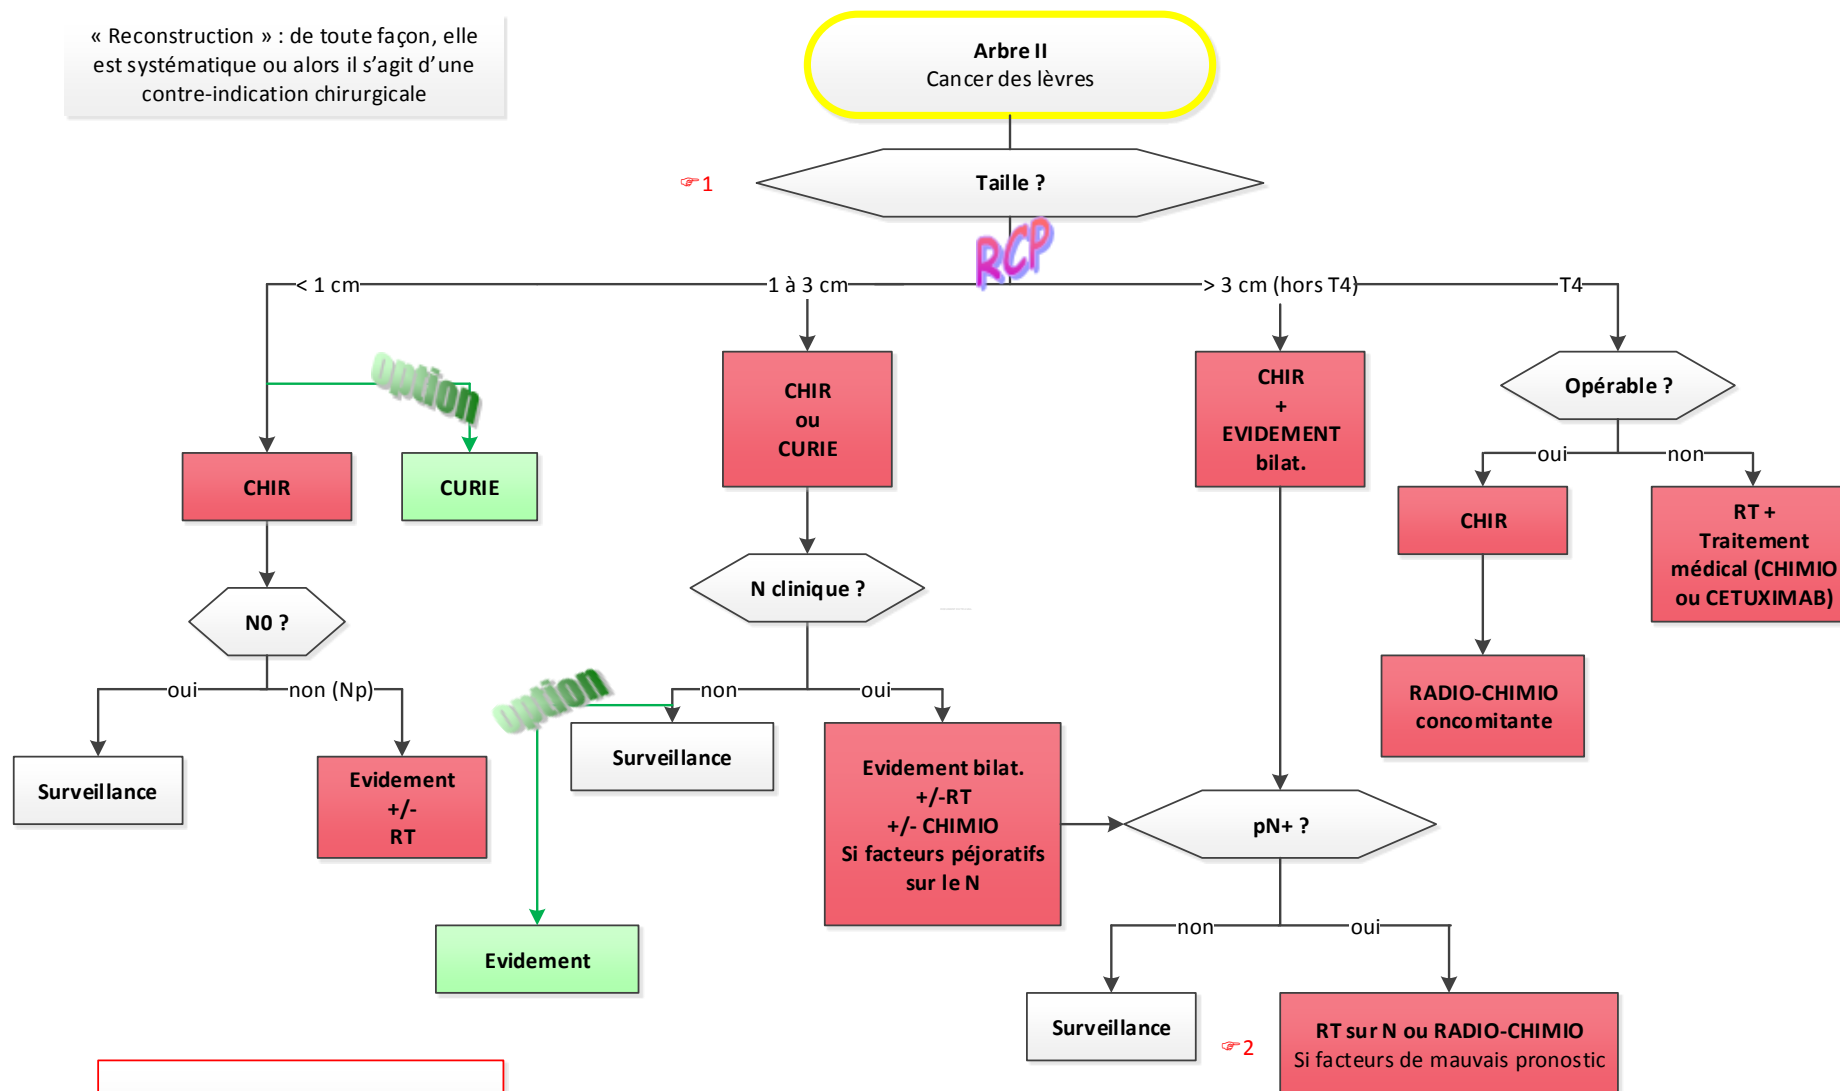 « Reconstruction » : de toute façon, elle
est systématique ou alors il s'agit d'une
contre-indication chirurgicale
Arbre II
Cancer des lèvres
☞1
Taille ?
RCP
< 1 cm
1 à 3 cm
> 3 cm (hors T4)
T4
option
CHIR
CURIE
CHIR
ou
CURIE
CHIR
+
EVIDEMENT
bilat.
Opérable ?
oui
non
CHIR
RT +
Traitement
médical (CHIMIO
ou CETUXIMAB)
N0 ?
N clinique ?
RADIO-CHIMIO
concomitante
oui
non (Np)
option
non
oui
Surveillance
Evidement
+/-
RT
Surveillance
Evidement bilat.
+/-RT
+/- CHIMIO
Si facteurs péjoratifs
sur le N
pN+ ?
Evidement
non
oui
Surveillance
☞2
RT sur N ou RADIO-CHIMIO
Si facteurs de mauvais pronostic